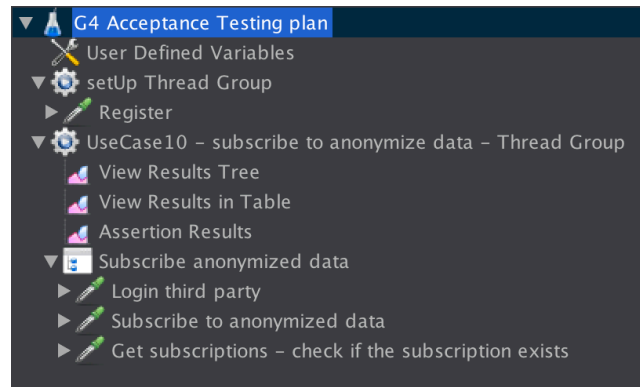 G4 Acceptance Testing plan
User Defined Variables
setUp Thread Group
Register
UseCase10 – subscribe to anonymize data – Thread Group
View Results Tree
View Results in Table
Assertion Results
Subscribe anonymized data
Login third party
Subscribe to anonymized data
Get subscriptions – check if the subscription exists